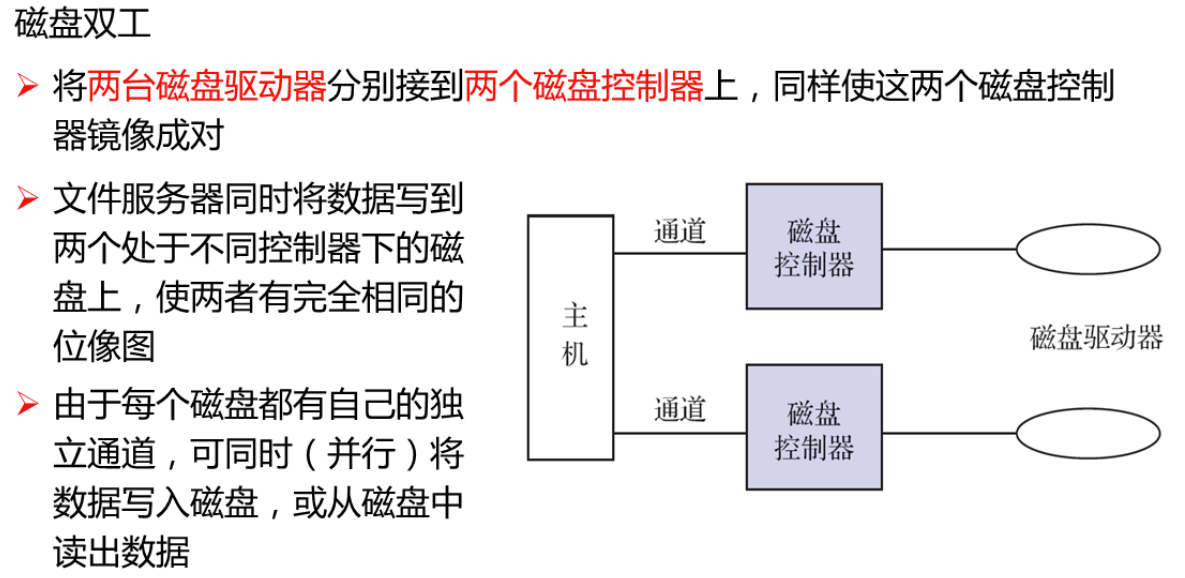 磁盘双工
➢ 将两台磁盘驱动器分别接到两个磁盘控制器上，同样使这两个磁盘控制
器镜像成对
➢ 文件服务器同时将数据写到
两个处于不同控制器下的磁
盘上，使两者有完全相同的
位像图
➢ 由于每个磁盘都有自己的独
立通道，可同时（并行）将
数据写入磁盘，或从磁盘中
读出数据
主
机
通道
磁盘
控制器
磁盘驱动器
通道
磁盘
控制器